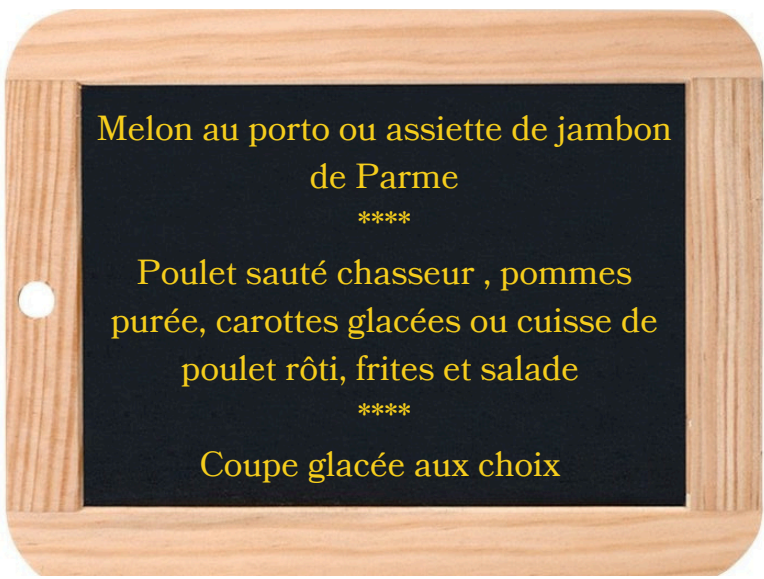 Melon au porto ou assiette de jambon
de Parme
****
Poulet sauté chasseur , pommes
purée, carottes glacées ou cuisse de
poulet rôti, frites et salade
****
Coupe glacée aux choix